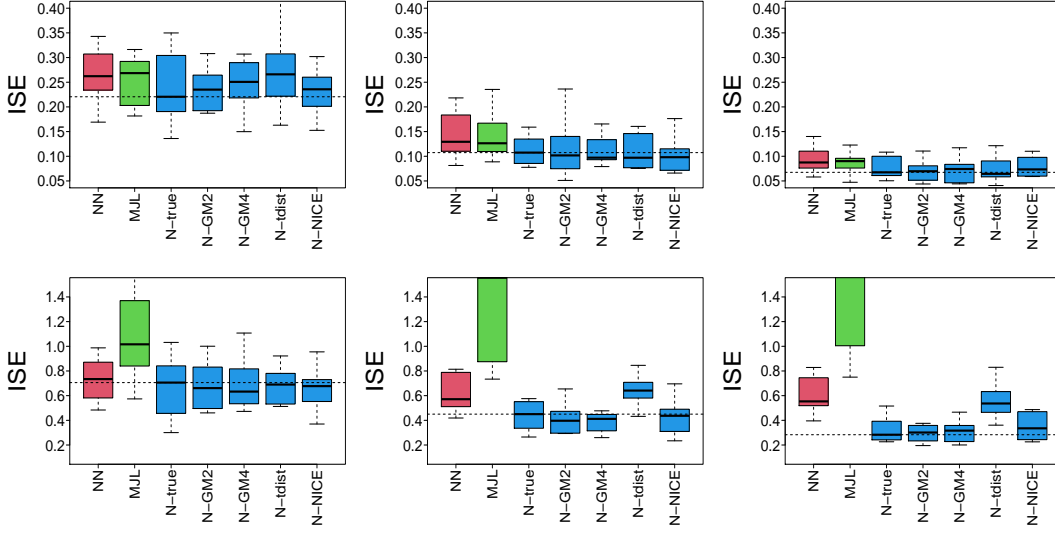 ISE
0.40
0.35
0.30
0.25
0.20
0.15
0.10
0.05
NN
MJL
N−true
N−GM2
N−GM4
N−tdist
N−NICE
ISE
0.40
0.35
0.30
0.25
0.20
0.15
0.10
0.05
NN
MJL
N−true
N−GM2
N−GM4
N−tdist
N−NICE
ISE
0.40
0.35
0.30
0.25
0.20
0.15
0.10
0.05
NN
MJL
N−true
N−GM2
N−GM4
N−tdist
N−NICE
ISE
1.4
1.2
1.0
0.8
0.6
0.4
0.2
NN
MJL
N−true
N−GM2
N−GM4
N−tdist
N−NICE
ISE
1.4
1.2
1.0
0.8
0.6
0.4
0.2
NN
MJL
N−true
N−GM2
N−GM4
N−tdist
N−NICE
ISE
1.4
1.2
1.0
0.8
0.6
0.4
0.2
NN
MJL
N−true
N−GM2
N−GM4
N−tdist
N−NICE